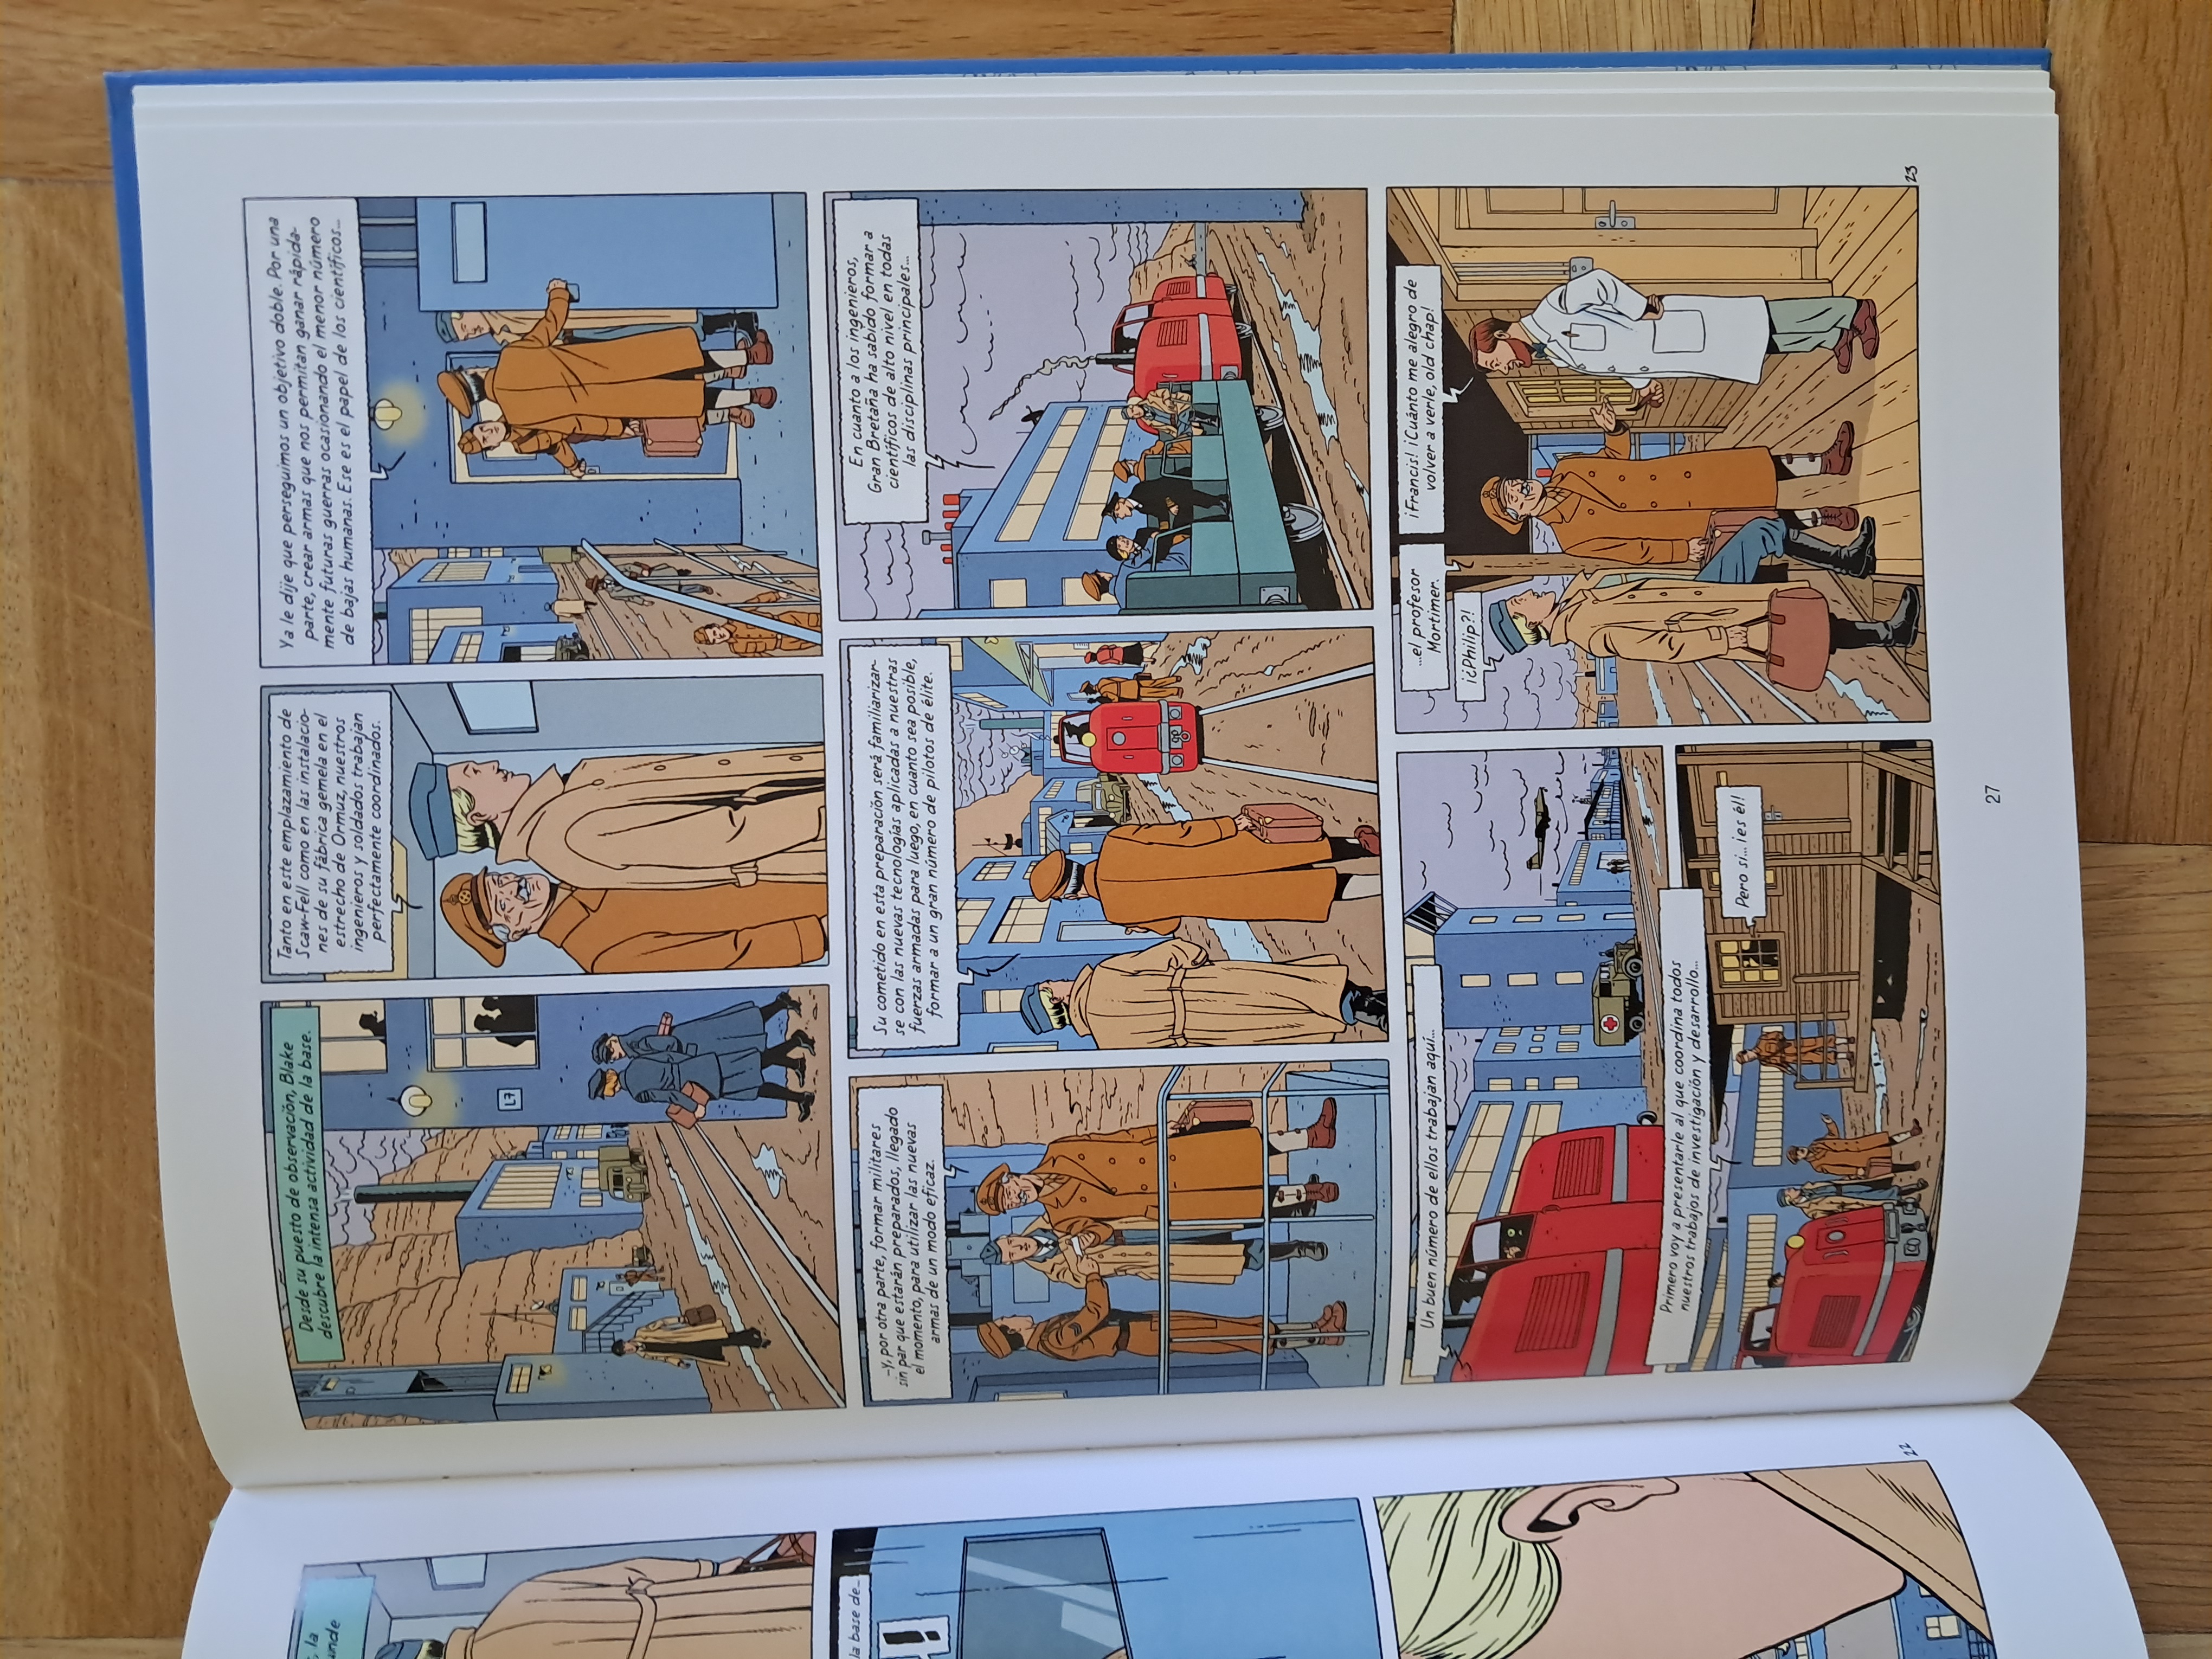 , la
unde
la base de...
!
22
Desde su puesto de observación, Blake
descubre la intensa actividad de la base.
L7
Tanto en este emplazamiento de
Scaw-Fell como en las instalacio-
nes de su fábrica gemela en el
estrecho de Ormuz, nuestros
ingenieros y soldados trabajan
perfectamente coordinados.
Ya le dije que perseguimos un objetivo doble. Por una
parte, crear armas que nos permitan ganar rápida-
mente futuras guerras ocasionando el menor número
de bajas humanas. Ese es el papel de los científicos...
...y, por otra parte, formar militares
sin par que estarán preparados, llegado
el momento, para utilizar las nuevas
armas de un modo eficaz.
Su cometido en esta preparación será familiarizar-
se con las nuevas tecnologías aplicadas a nuestras
fuerzas armadas para luego, en cuanto sea posible,
formar a un gran número de pilotos de élite.
En cuanto a los ingenieros,
Gran Bretaña ha sabido formar a
científicos de alto nivel en todas
las disciplinas principales...
Un buen número de ellos trabajan aquí...
Primero voy a presentarle al que coordina todos
nuestros trabajos de investigación y desarrollo...
Pero si... ¡es él!
...el profesor
Mortimer.
¡Francis! ¡Cuánto me alegro de
volver a verle, old chap!
¡¿Philip?!
23
27